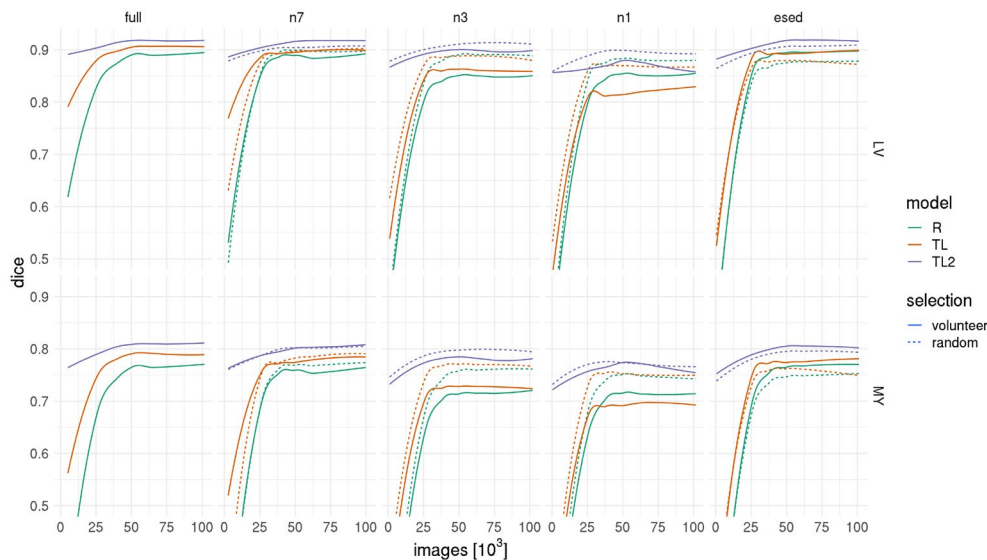 full n7 n3 n1 esed
0.9
0.8
0.7
0.6
0.5
LV
dice
0.9
0.8
0.7
0.6
0.5
MY
0 25 50 75 100 0 25 50 75 100 0 25 50 75 100 0 25 50 75 100 0 25 50 75 100
images [10³]
model
R
TL
TL2
selection
volunteer
random